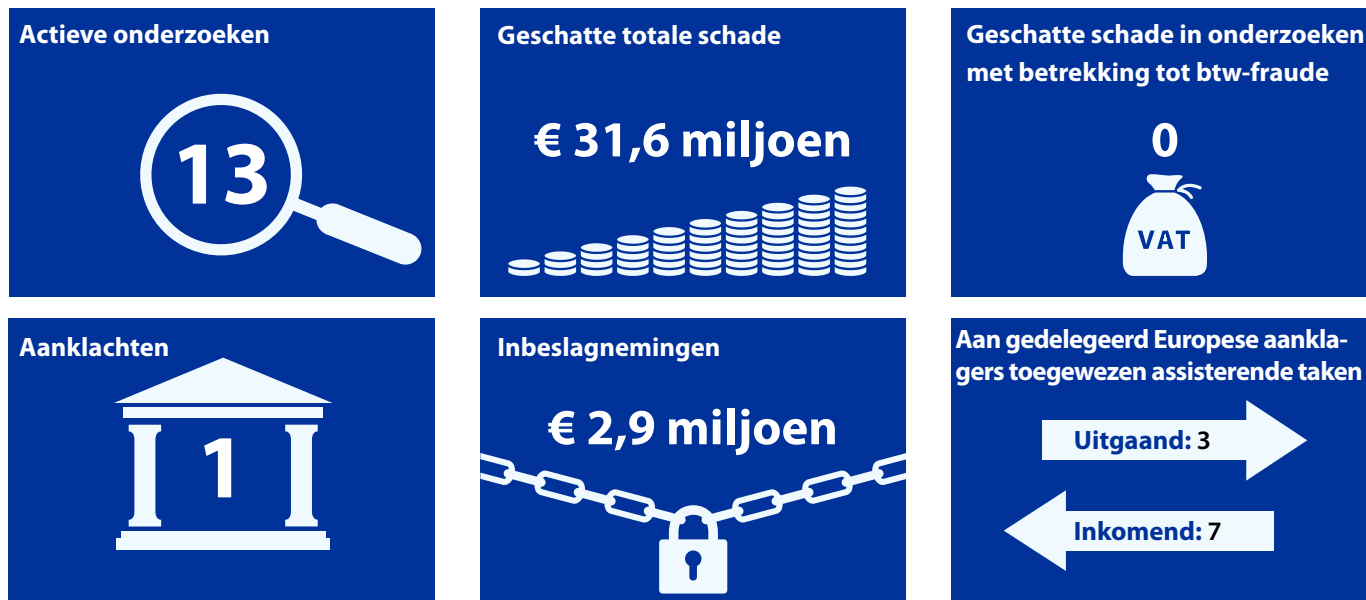 Actieve onderzoeken
13
Geschatte totale schade
€ 31,6 miljoen
Geschatte schade in onderzoeken
met betrekking tot btw-fraude
0
VAT
Aanklachten
1
Inbeslagnemingen
€ 2,9 miljoen
Aan gedelegeerd Europese aankla-
gers toegewezen assisterende taken
Uitgaand: 3
Inkomend: 7